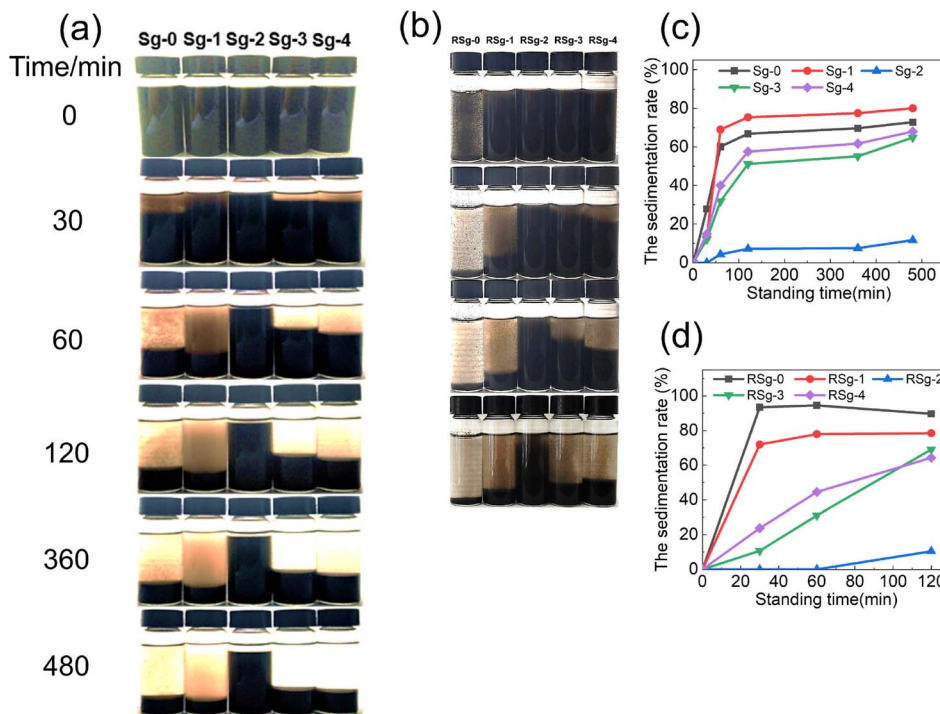 (a)
Sg-0 Sg-1 Sg-2 Sg-3 Sg-4
Time/min
0
30
60
120
360
480
(b)
RSg-0 RSg-1 RSg-2 RSg-3 RSg-4
(c)
The sedimentation rate (%)
100
80
60
40
20
0
Sg-0 Sg-1 Sg-2
Sg-3 Sg-4
0 100 200 300 400 500
Standing time(min)
(d)
The sedimentation rate (%)
100
80
60
40
20
0
RSg-0 RSg-1 RSg-2
RSg-3 RSg-4
0 20 40 60 80 100 120
Standing time(min)